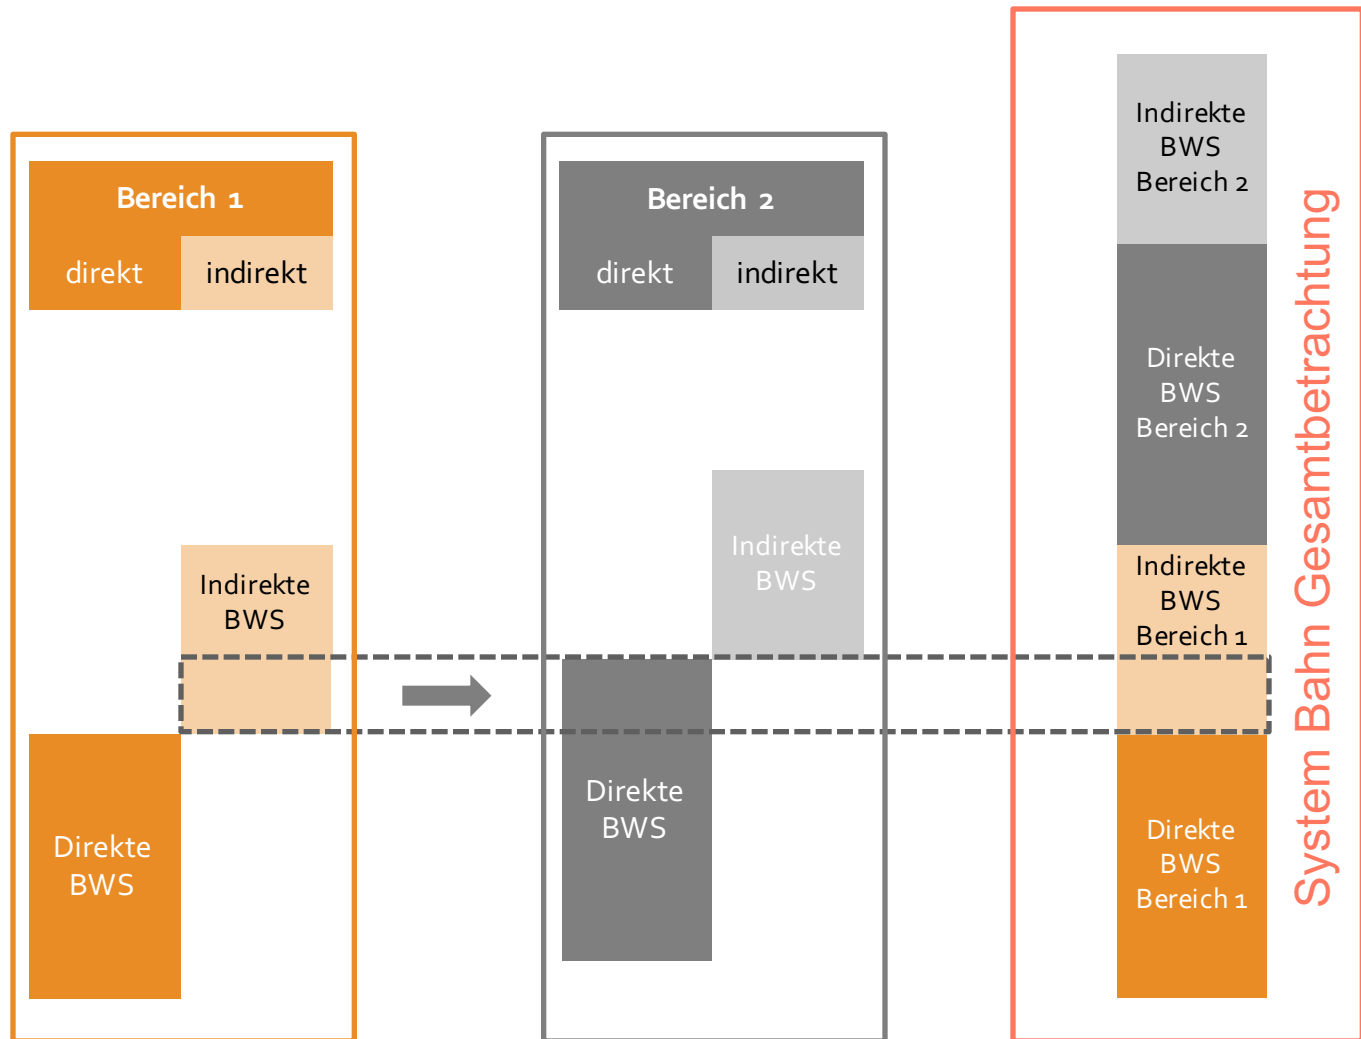 Bereich 1
direkt
indirekt
Indirekte
BWS
Direkte
BWS
Bereich 2
direkt
indirekt
Indirekte
BWS
Direkte
BWS
Indirekte
BWS
Bereich 2
Direkte
BWS
Bereich 2
Indirekte
BWS
Bereich 1
Direkte
BWS
Bereich 1
System Bahn Gesamtbetrachtung